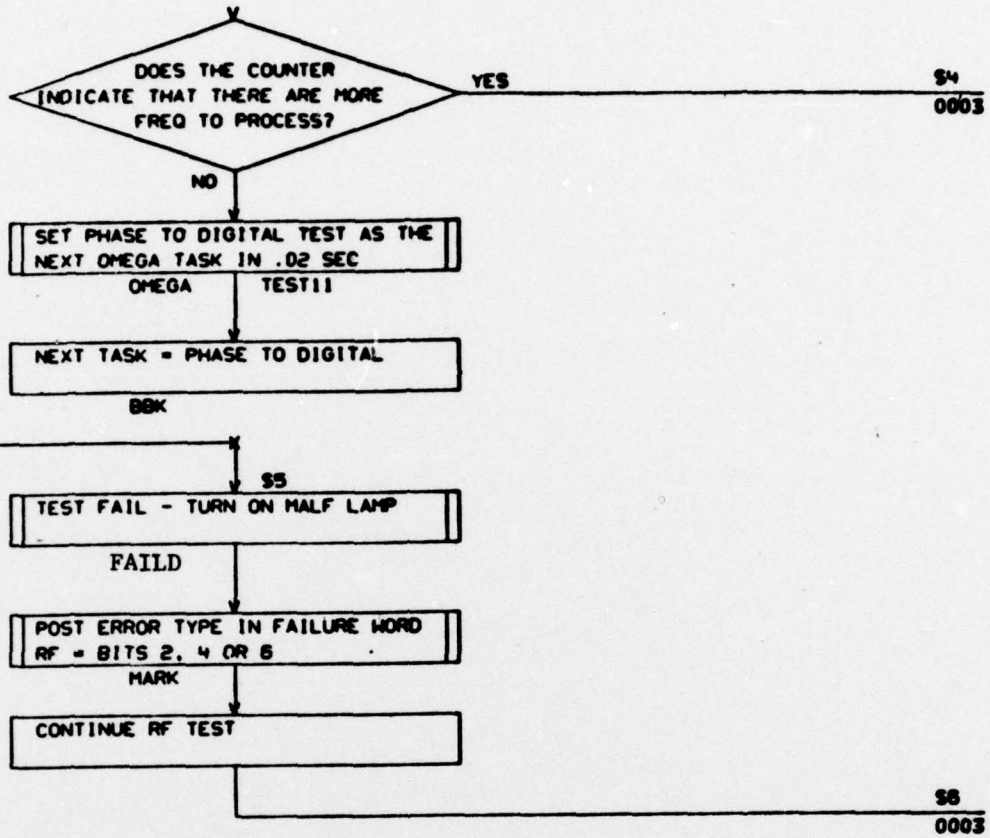 DOES THE COUNTER
INDICATE THAT THERE ARE MORE
FREQ TO PROCESS?
YES
$4
0003
NO
SET PHASE TO DIGITAL TEST AS THE
NEXT OMEGA TASK IN .02 SEC
OMEGA TEST11
NEXT TASK = PHASE TO DIGITAL
BBK
$5
TEST FAIL - TURN ON MALF LAMP
FAILD
POST ERROR TYPE IN FAILURE WORD
RF = BITS 2, 4 OR 6
MARK
CONTINUE RF TEST
$6
0003